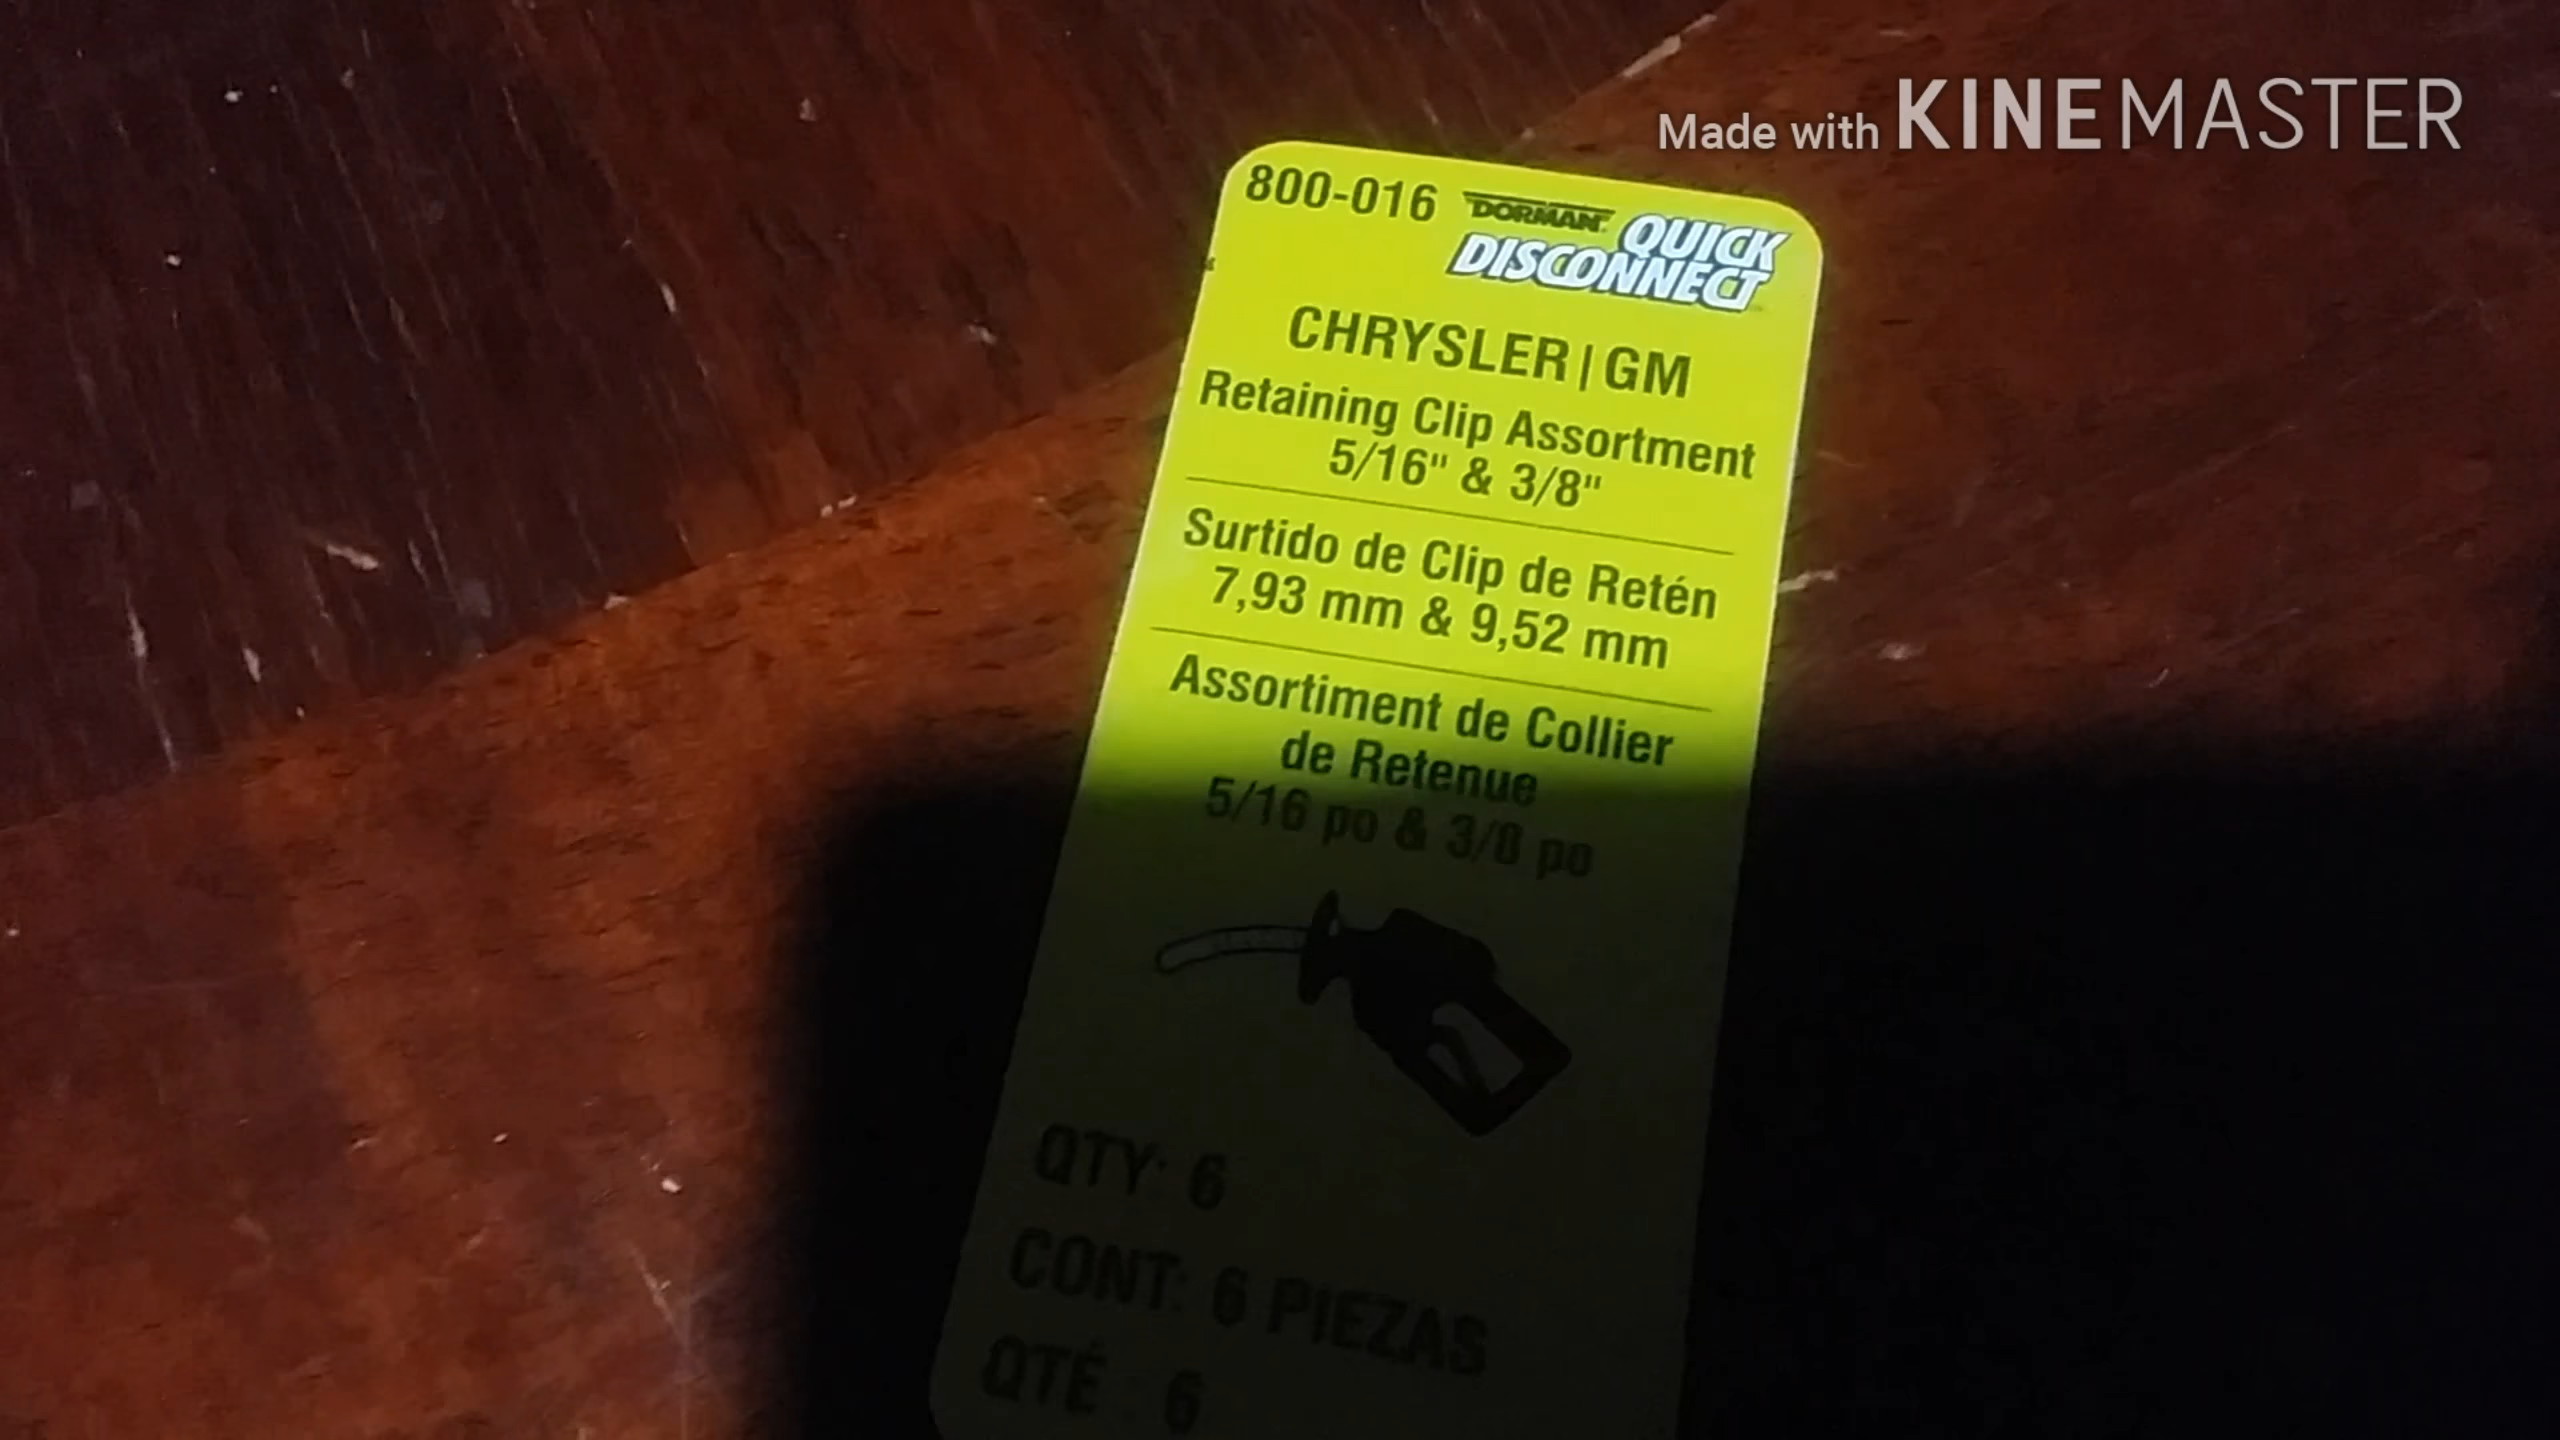 Made with KINEMASTER
800-016 DORMAN QUICK
DISCONNECT
CHRYSLER | GM
Retaining Clip Assortment
5/16" & 3/8"
Surtido de Clip de Retén
7,93 mm & 9,52 mm
Assortiment de Collier
de Retenue
5/16 po & 3/8 po
QTY: 6
CONT: 6 PIEZAS
QTÉ : 6